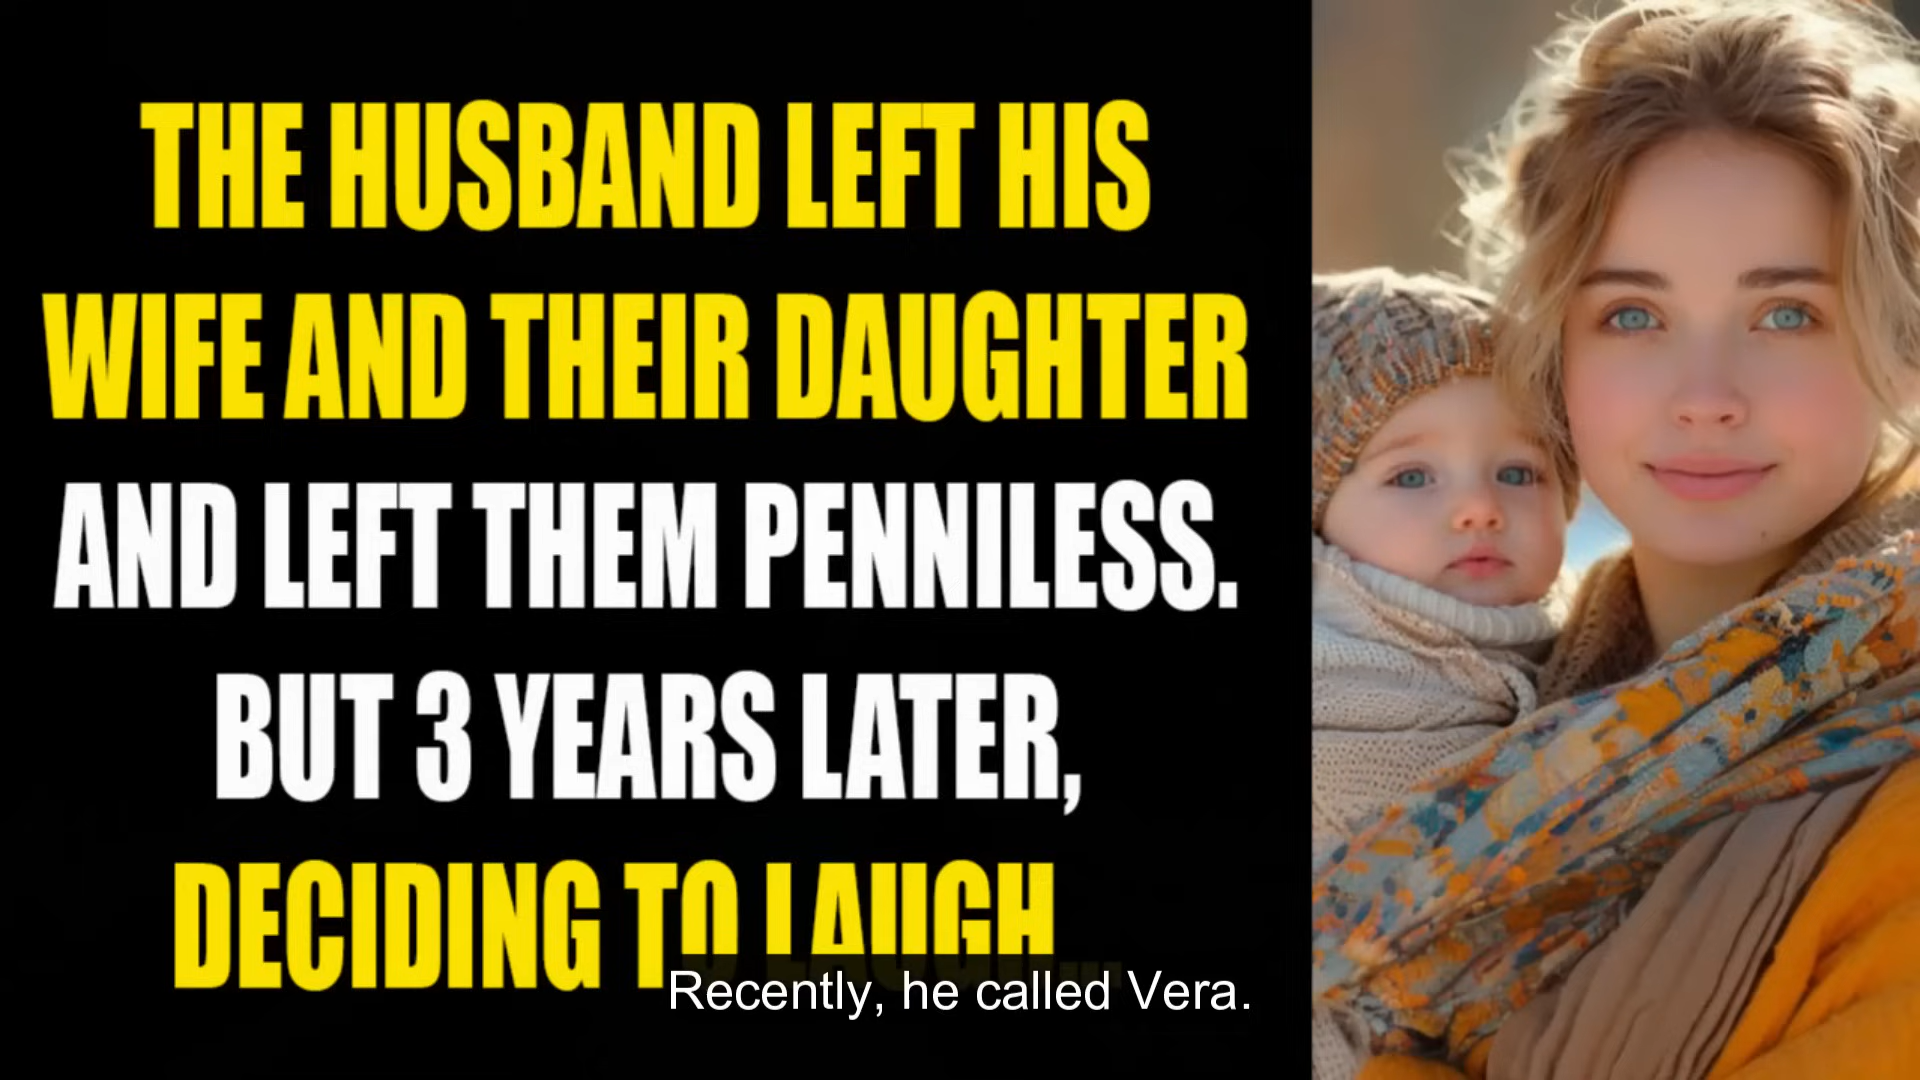 THE HUSBAND LEFT HIS
WIFE AND THEIR DAUGHTER
AND LEFT THEM PENNILESS.
BUT 3 YEARS LATER,
DECIDING TO LAUGH...
Recently, he called Vera.